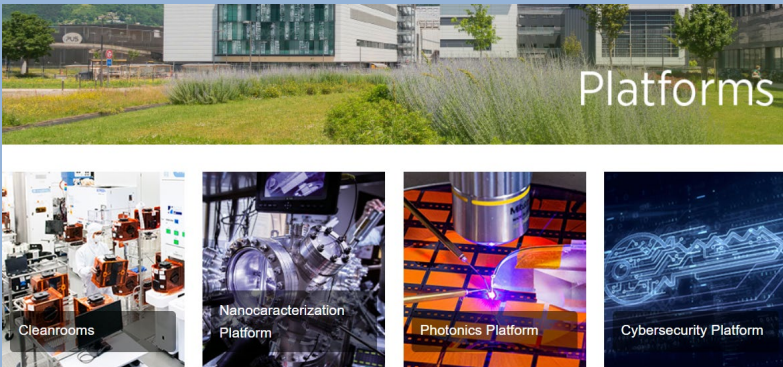 Platforms
Cleanrooms
Nanocaracterization
Platform
Photonics Platform
Cybersecurity Platform